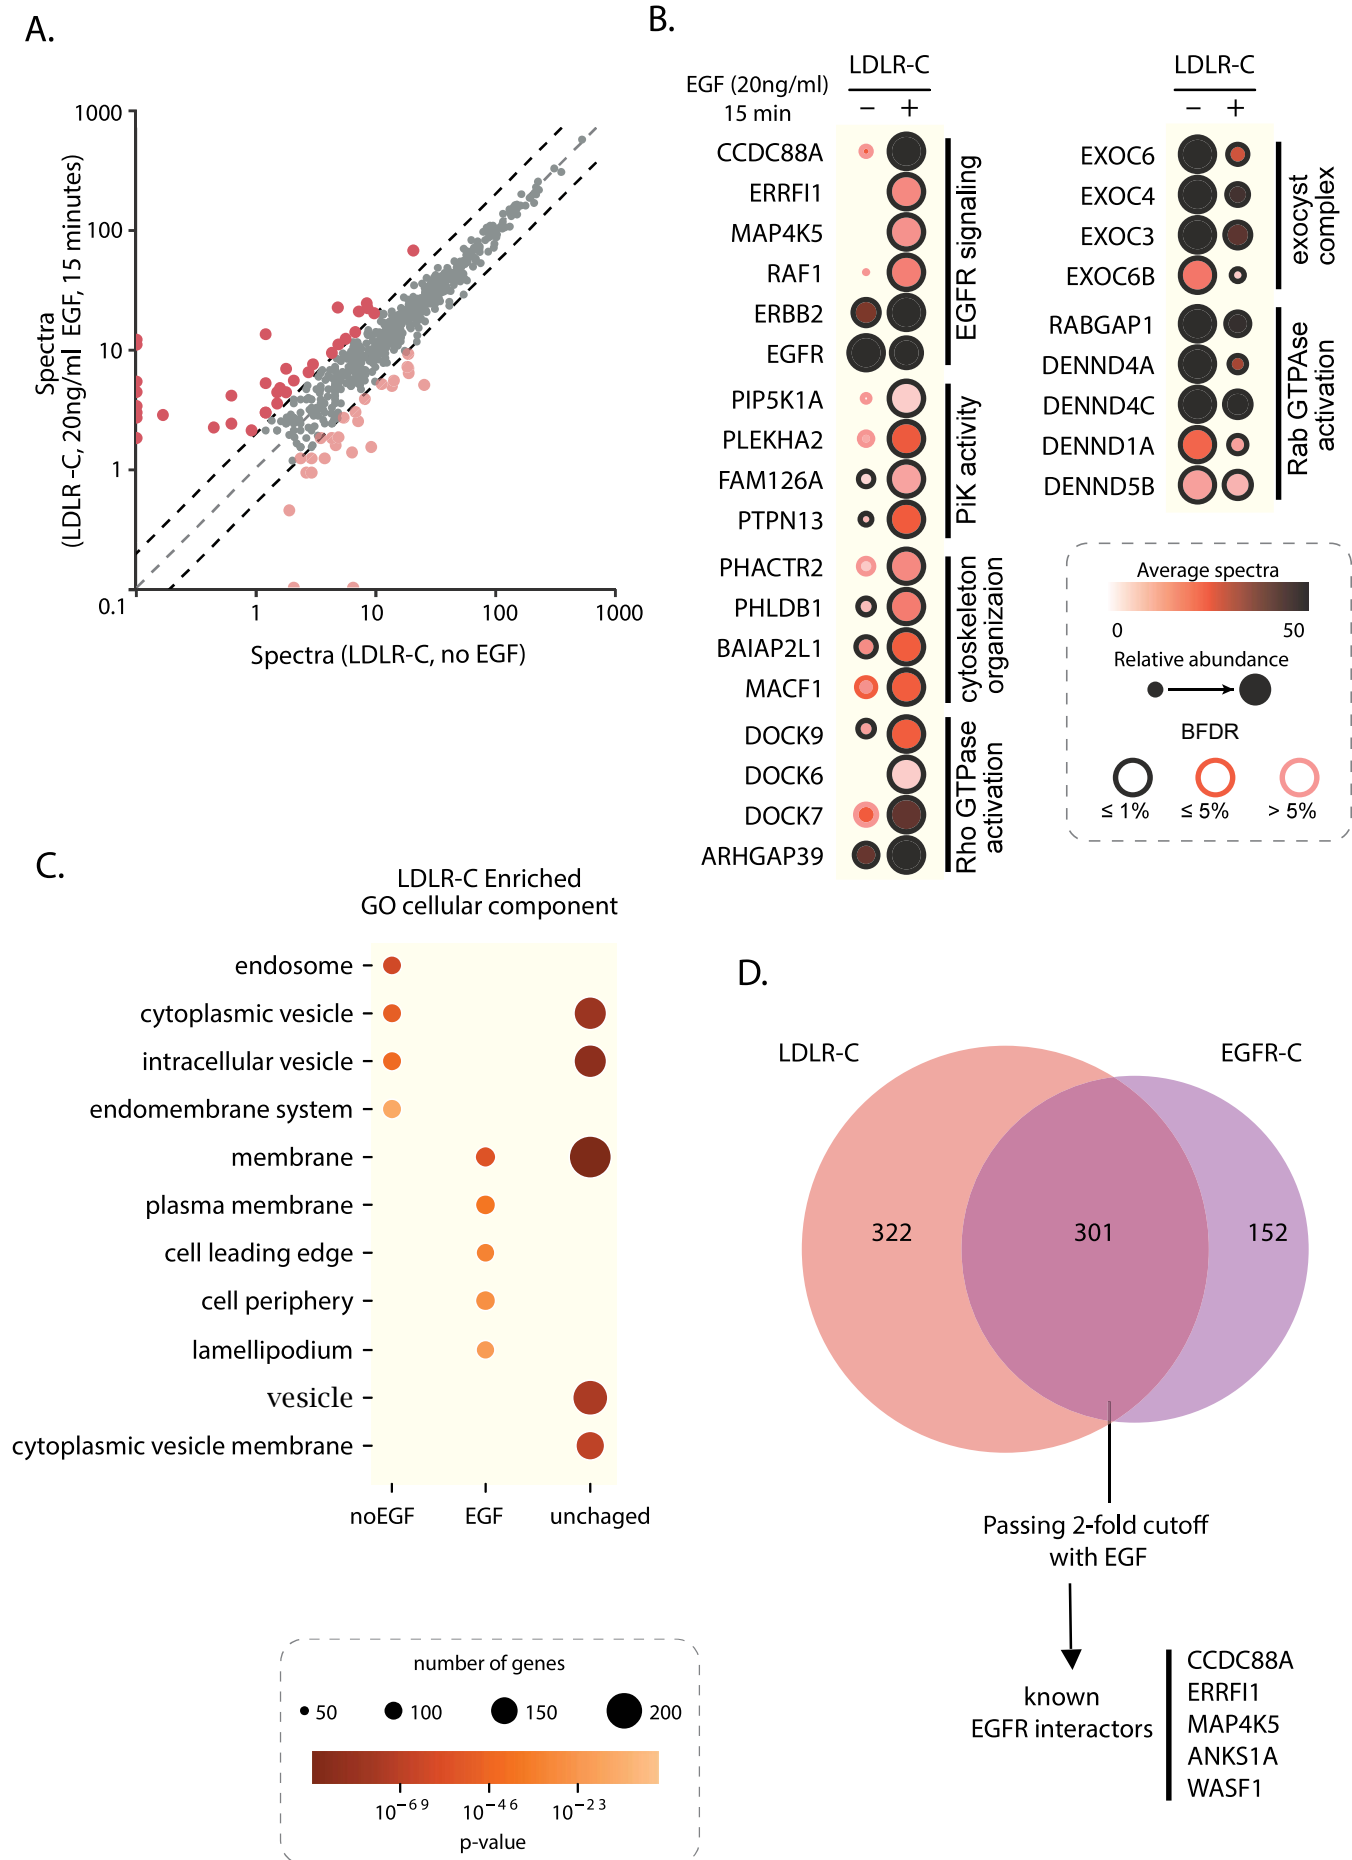 A.
1000
100
10
1
0.1
1
10
100
1000
Spectra
(LDLR-C, 20ng/ml EGF, 15 minutes)
Spectra (LDLR-C, no EGF)
B.
LDLR-C
EGF (20ng/ml)
15 min
− +
CCDC88A
ERRFI1
MAP4K5
RAF1
ERBB2
EGFR
EGFR signaling
PIP5K1A
PLEKHA2
FAM126A
PTPN13
PiK activity
PHACTR2
PHLDB1
BAIAP2L1
MACF1
cytoskeleton
organizaion
DOCK9
DOCK6
DOCK7
ARHGAP39
Rho GTPase
activation
LDLR-C
− +
EXOC6
EXOC4
EXOC3
EXOC6B
exocyst
complex
RABGAP1
DENND4A
DENND4C
DENND1A
DENND5B
Rab GTPAse
activation
Average spectra
0 50
Relative abundance
BFDR
≤ 1% ≤ 5% > 5%
C.
LDLR-C Enriched
GO cellular component
endosome
cytoplasmic vesicle
intracellular vesicle
endomembrane system
membrane
plasma membrane
cell leading edge
cell periphery
lamellipodium
vesicle
cytoplasmic vesicle membrane
noEGF EGF unchaged
number of genes
50 100 150 200
10⁻⁶⁹ 10⁻⁴⁶ 10⁻²³
p-value
D.
LDLR-C EGFR-C
322 301 152
Passing 2-fold cutoff
with EGF
known
EGFR interactors
CCDC88A
ERRFI1
MAP4K5
ANKS1A
WASF1